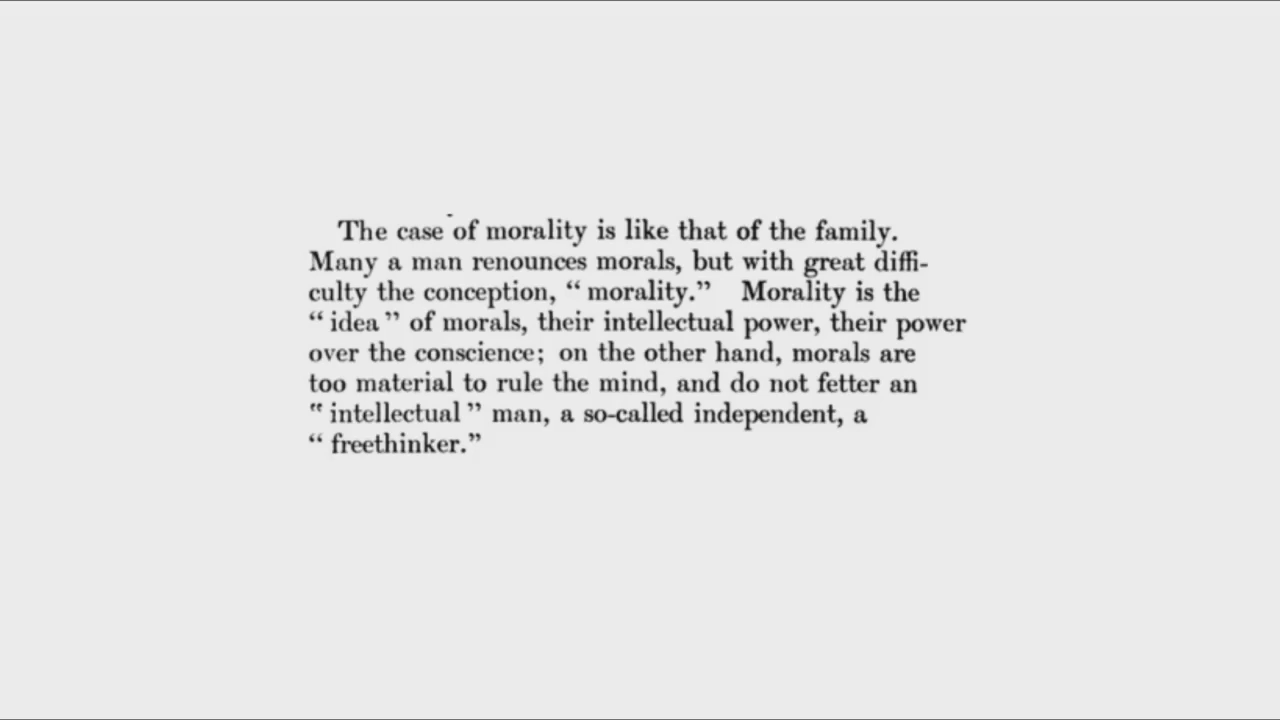 The case of morality is like that of the family.
Many a man renounces morals, but with great diffi-
culty the conception, “ morality.” Morality is the
“ idea ” of morals, their intellectual power, their power
over the conscience; on the other hand, morals are
too material to rule the mind, and do not fetter an
“ intellectual ” man, a so-called independent, a
“ freethinker.”